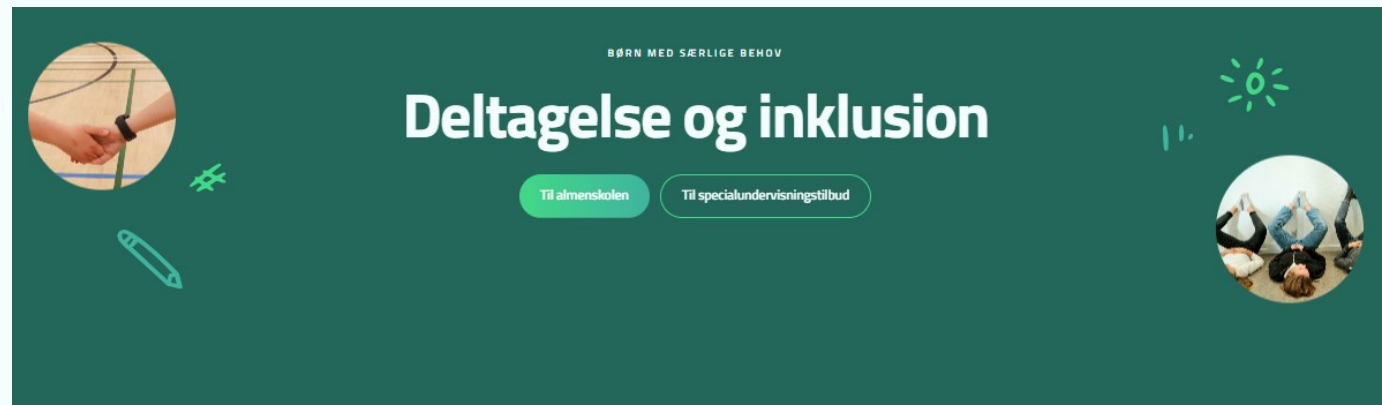 BØRN MED SÆRLIGE BEHOV
Deltagelse og inklusion
Til almenskolen
Til specialundervisningstilbud